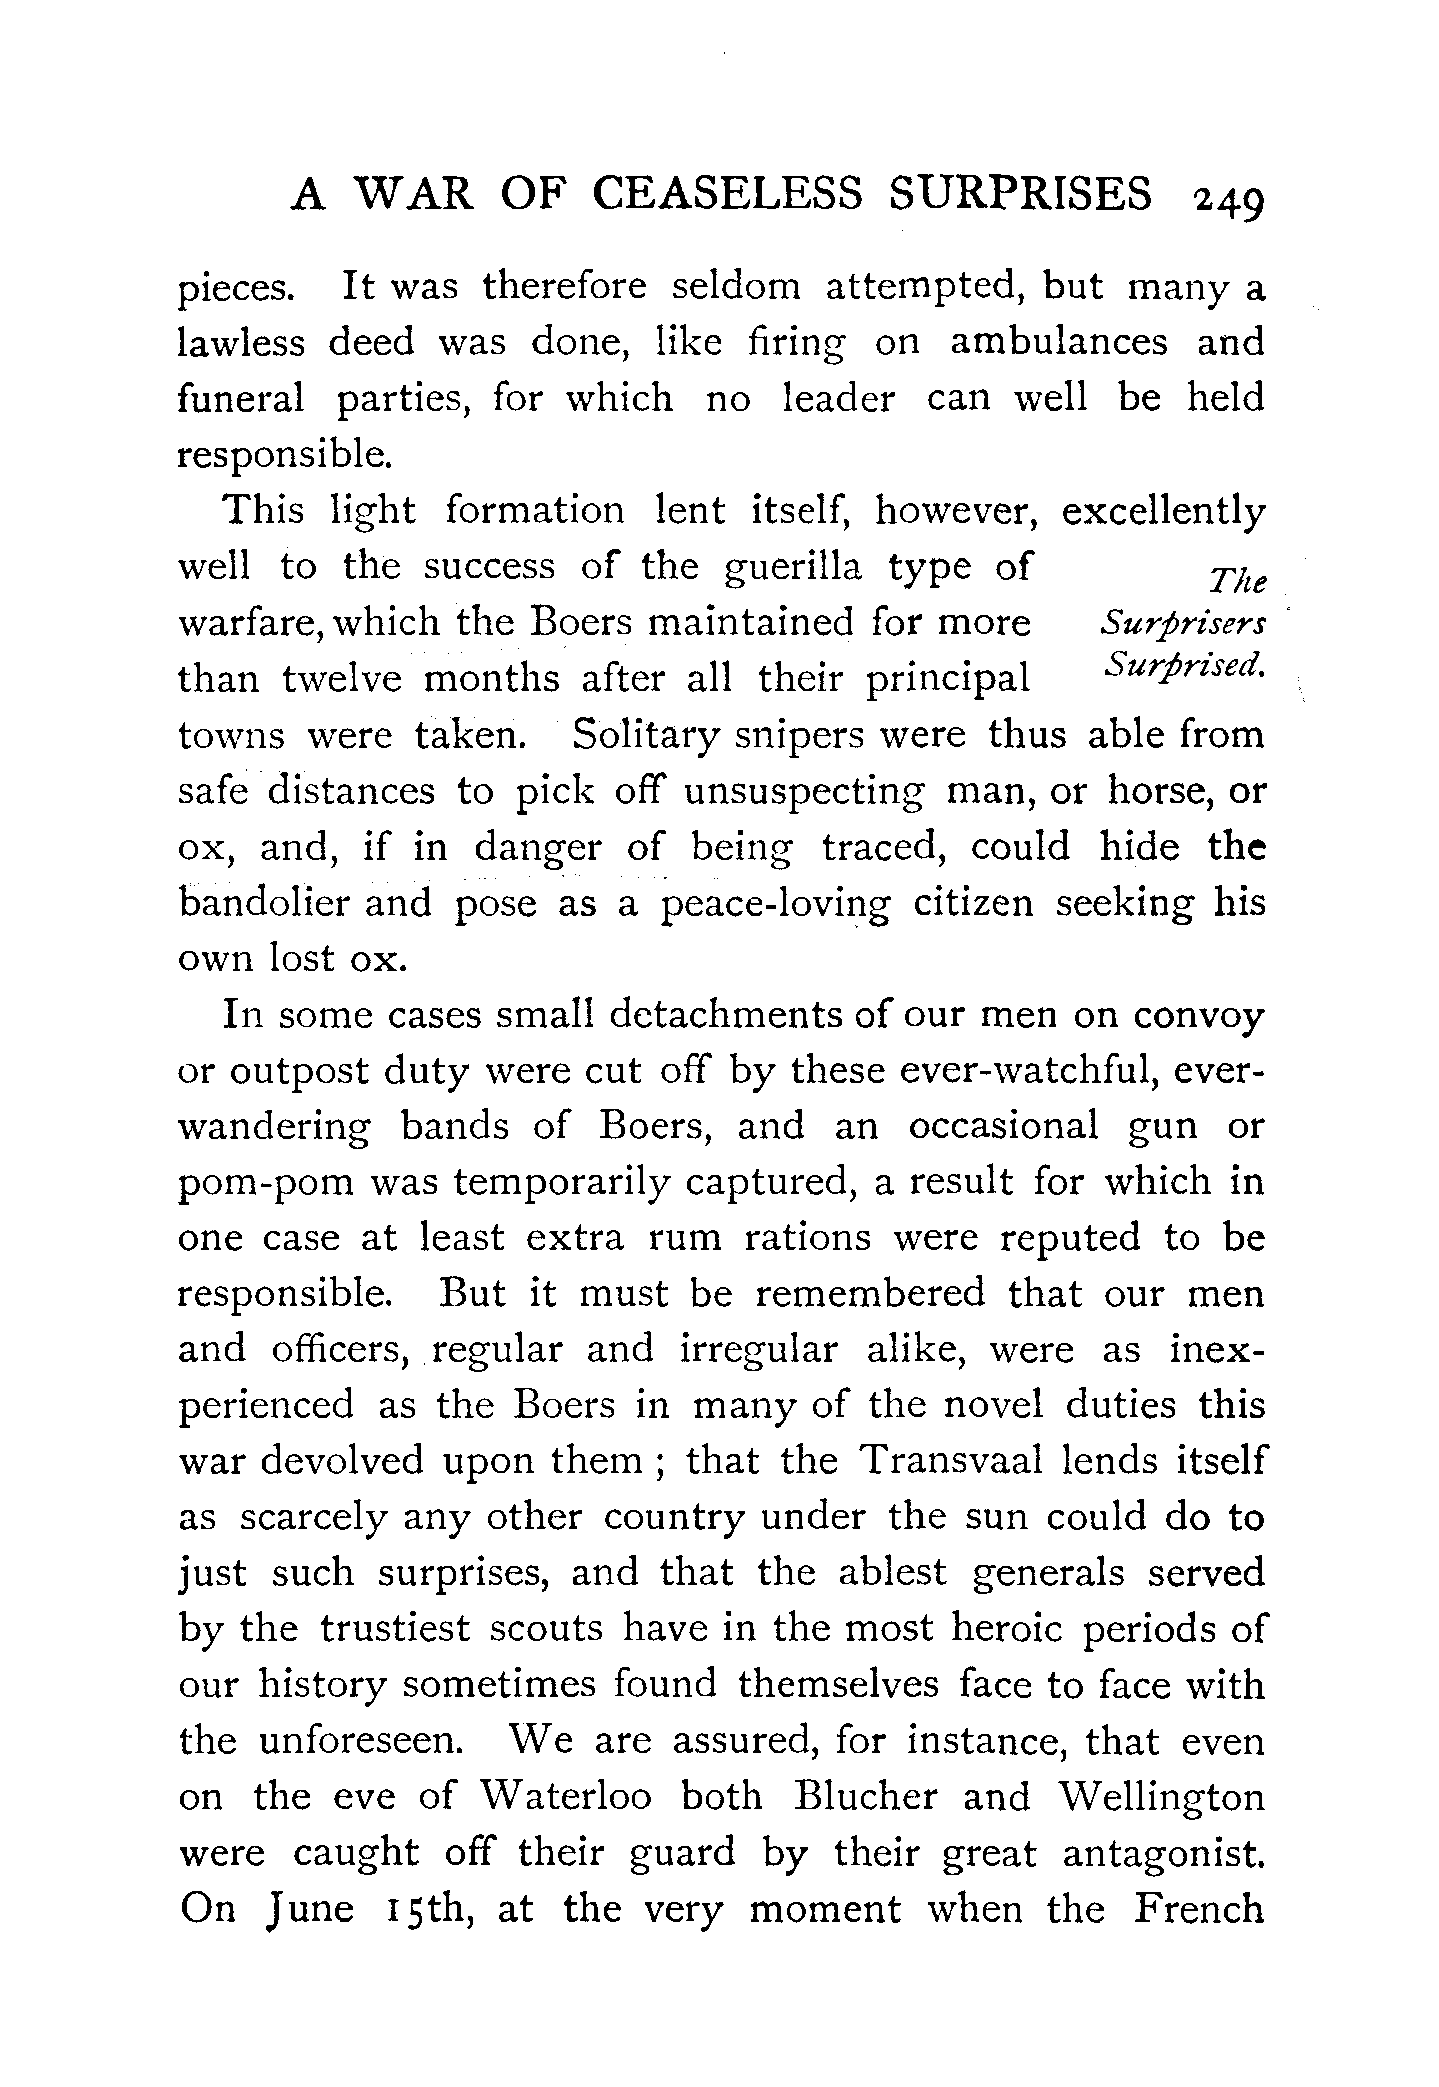 A WAR OF CEASELESS SURPRISES 249
pieces. It was therefore seldom attempted, but many a
lawless deed was done, like firing on ambulances and
funeral parties, for which no leader can well be held
responsible.
This light formation lent itself, however, excellently
well to the success of the guerilla type of
warfare, which the Boers maintained for more
than twelve months after all their principal
The
Surprisers
Surprised.
towns were taken. Solitary snipers were thus able from
safe distances to pick off unsuspecting man, or horse, or
ox, and, if in danger of being traced, could hide the
bandolier and pose as a peace-loving citizen seeking his
own lost ox.
In some cases small detachments of our men on convoy
or outpost duty were cut off by these ever-watchful, ever-
wandering bands of Boers, and an occasional gun or
pom-pom was temporarily captured, a result for which in
one case at least extra rum rations were reputed to be
responsible. But it must be remembered that our men
and officers, regular and irregular alike, were as inex-
perienced as the Boers in many of the novel duties this
war devolved upon them ; that the Transvaal lends itself
as scarcely any other country under the sun could do to
just such surprises, and that the ablest generals served
by the trustiest scouts have in the most heroic periods of
our history sometimes found themselves face to face with
the unforeseen. We are assured, for instance, that even
on the eve of Waterloo both Blucher and Wellington
were caught off their guard by their great antagonist.
On June 15th, at the very moment when the French